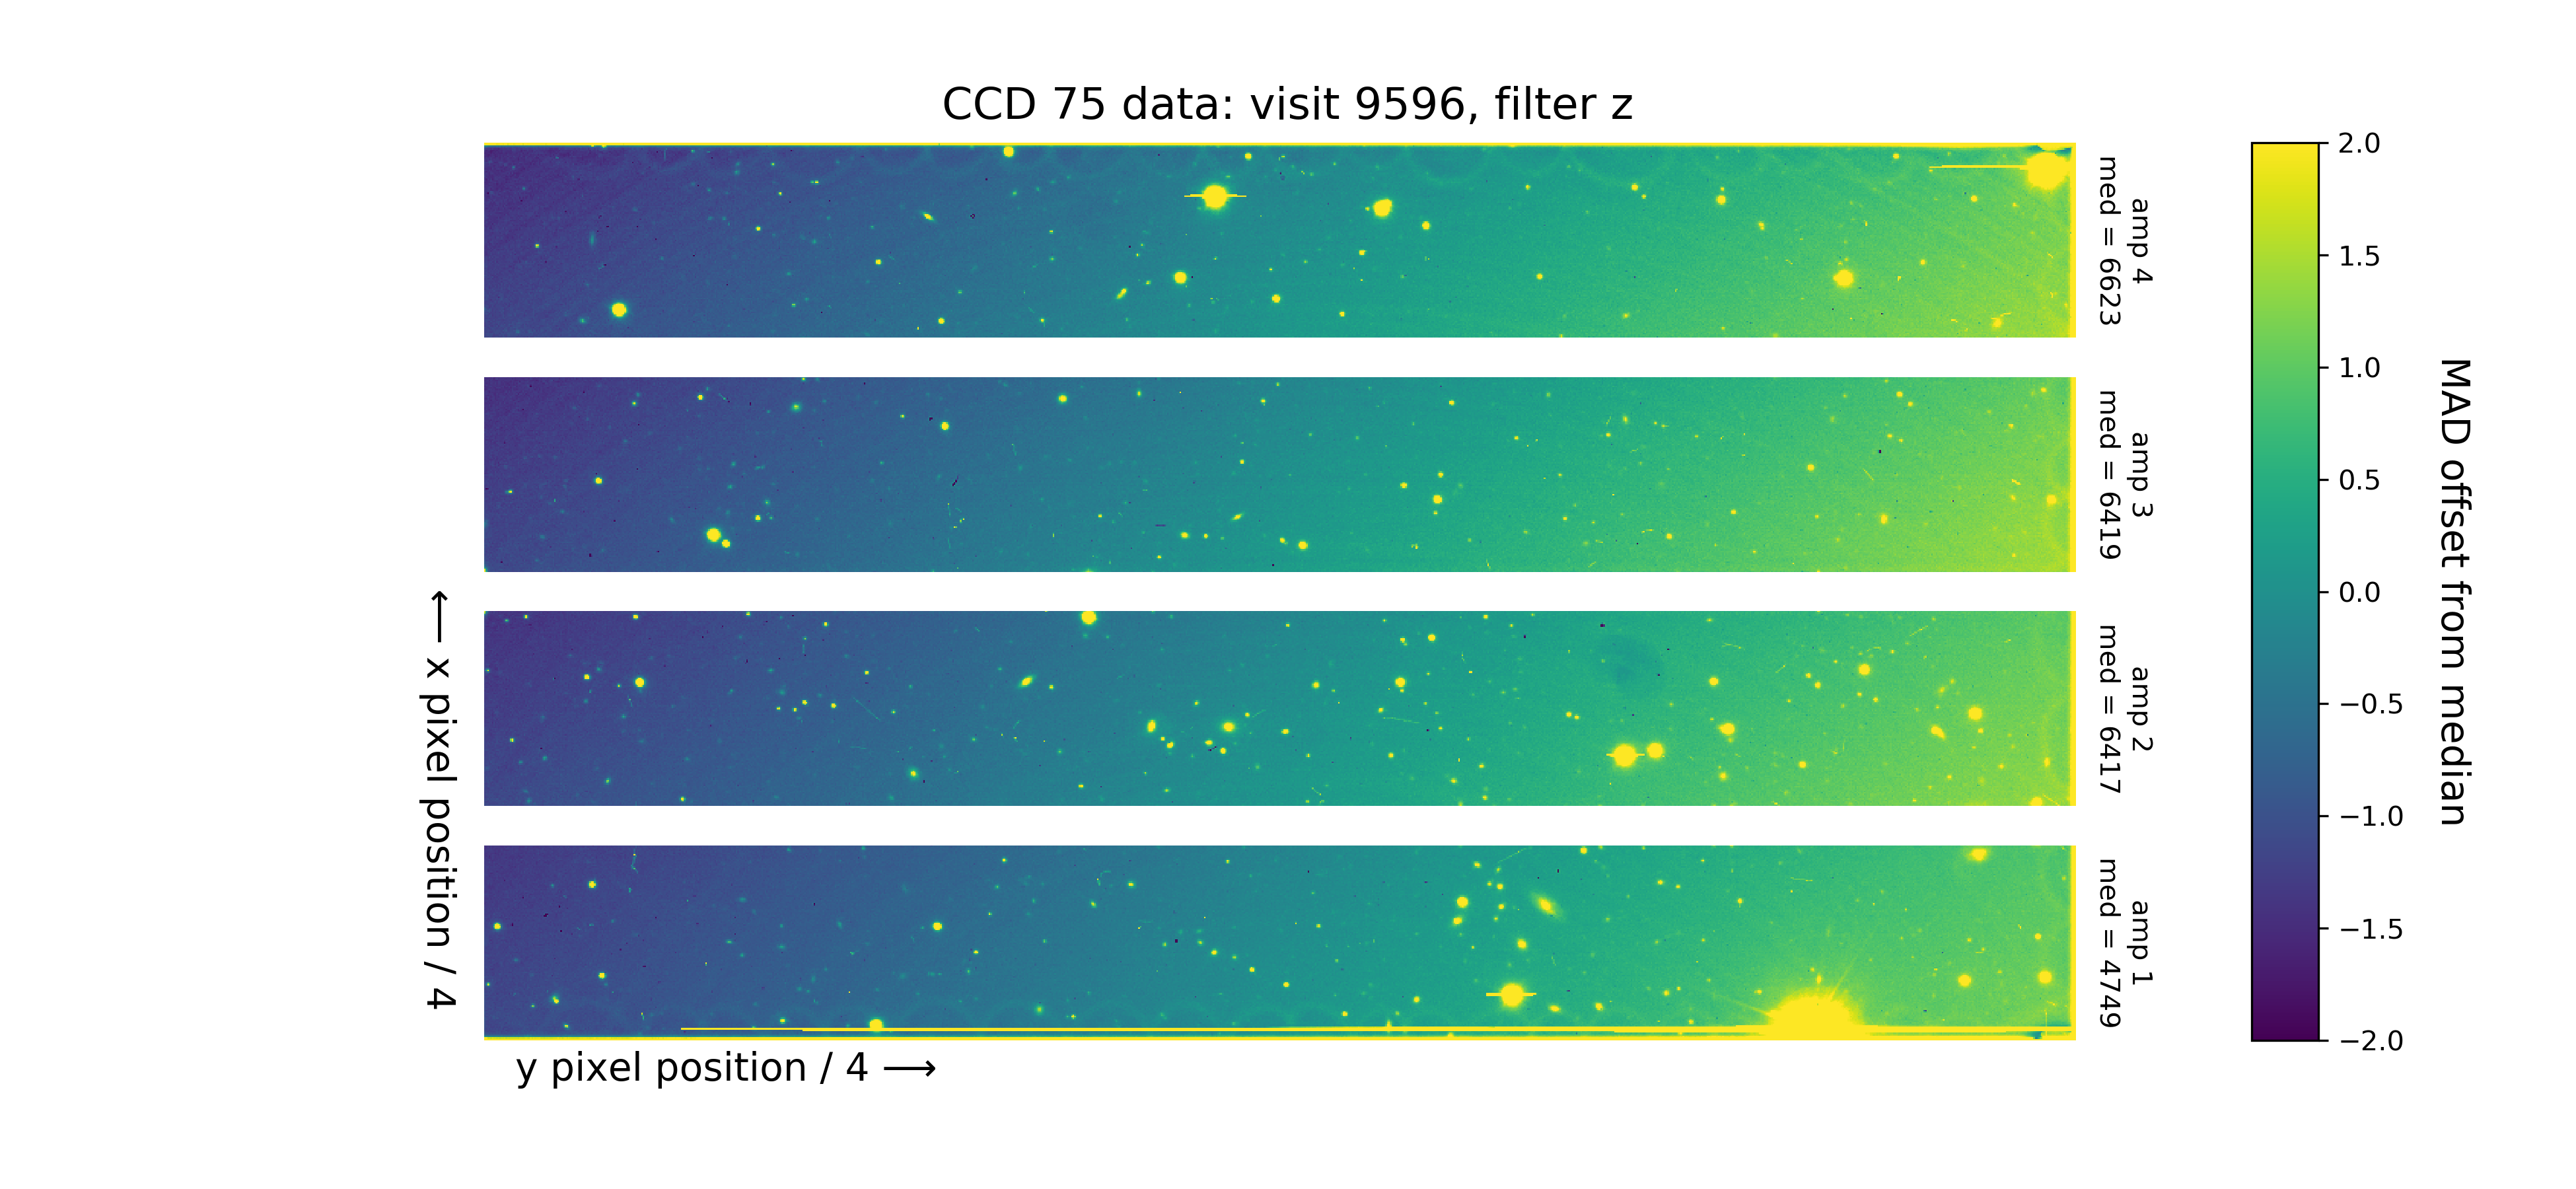 CCD 75 data: visit 9596, filter z
amp 4
med = 6623
amp 3
med = 6419
amp 2
med = 6417
amp 1
med = 4749
⟵ x pixel position / 4
y pixel position / 4 ⟶
2.0
1.5
1.0
0.5
0.0
−0.5
−1.0
−1.5
−2.0
MAD offset from median